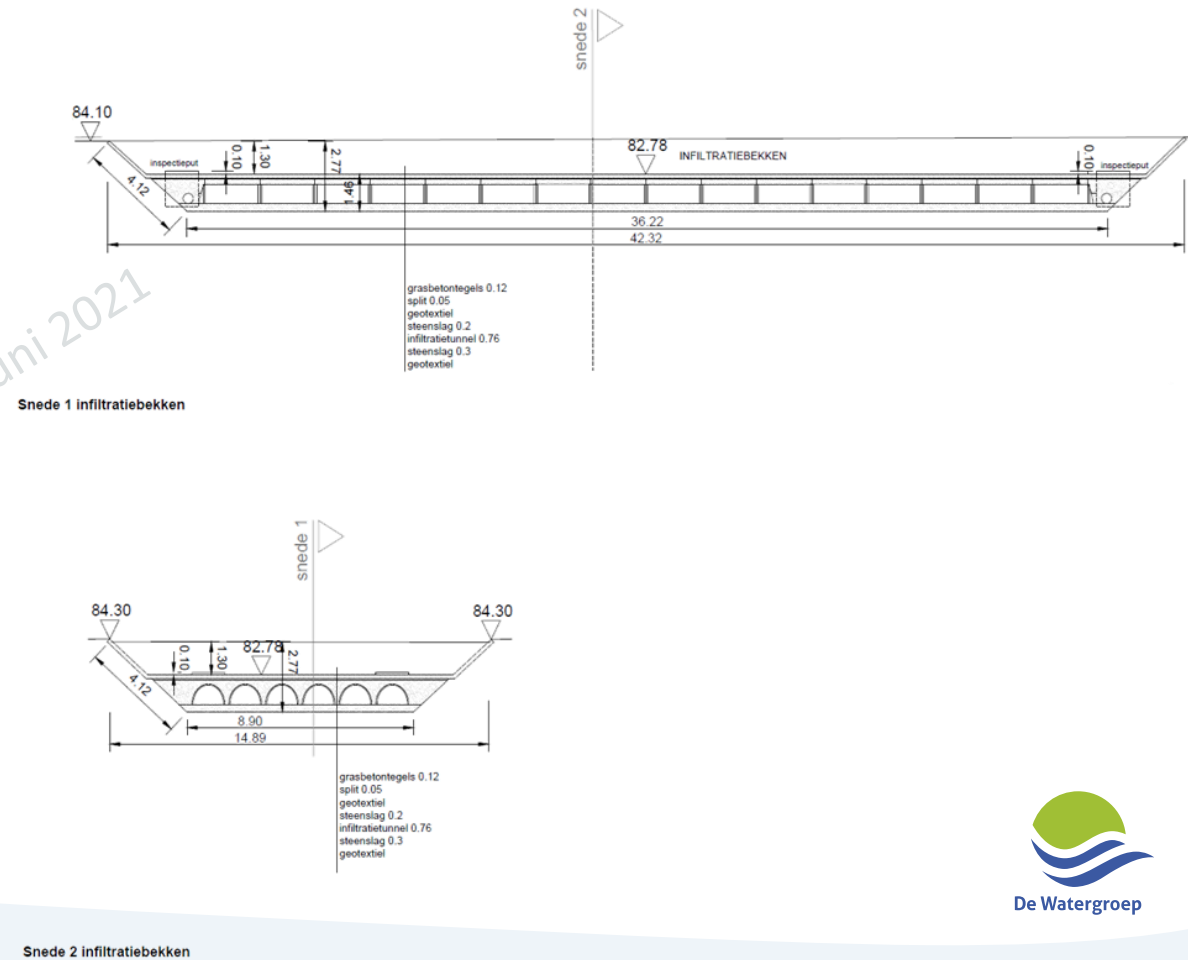 snede 2
84.10
82.78
INFILTRATIEBEKKEN
inspectieput
0.10
1.30
2.77
0.10
inspectieput
4.12
1.46
36.22
42.32
grasbetontegels 0.12
split 0.05
geotextiel
steenslag 0.2
infiltratietunnel 0.76
steenslag 0.3
geotextiel
uni 2021
Snede 1 infiltratiebekken
snede 1
84.30
84.30
0.10
1.30
82.78
2.77
4.12
8.90
14.89
grasbetontegels 0.12
split 0.05
geotextiel
steenslag 0.2
infiltratietunnel 0.76
steenslag 0.3
geotextiel
De Watergroep
Snede 2 infiltratiebekken